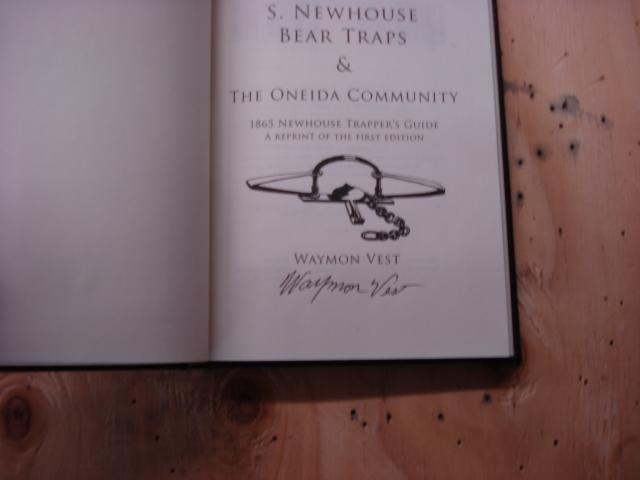 S. NEWHOUSE
BEAR TRAPS
&
THE ONEIDA COMMUNITY
1865 NEWHOUSE TRAPPER'S GUIDE
A REPRINT OF THE FIRST EDITION
WAYMON VEST
Waymon Vest